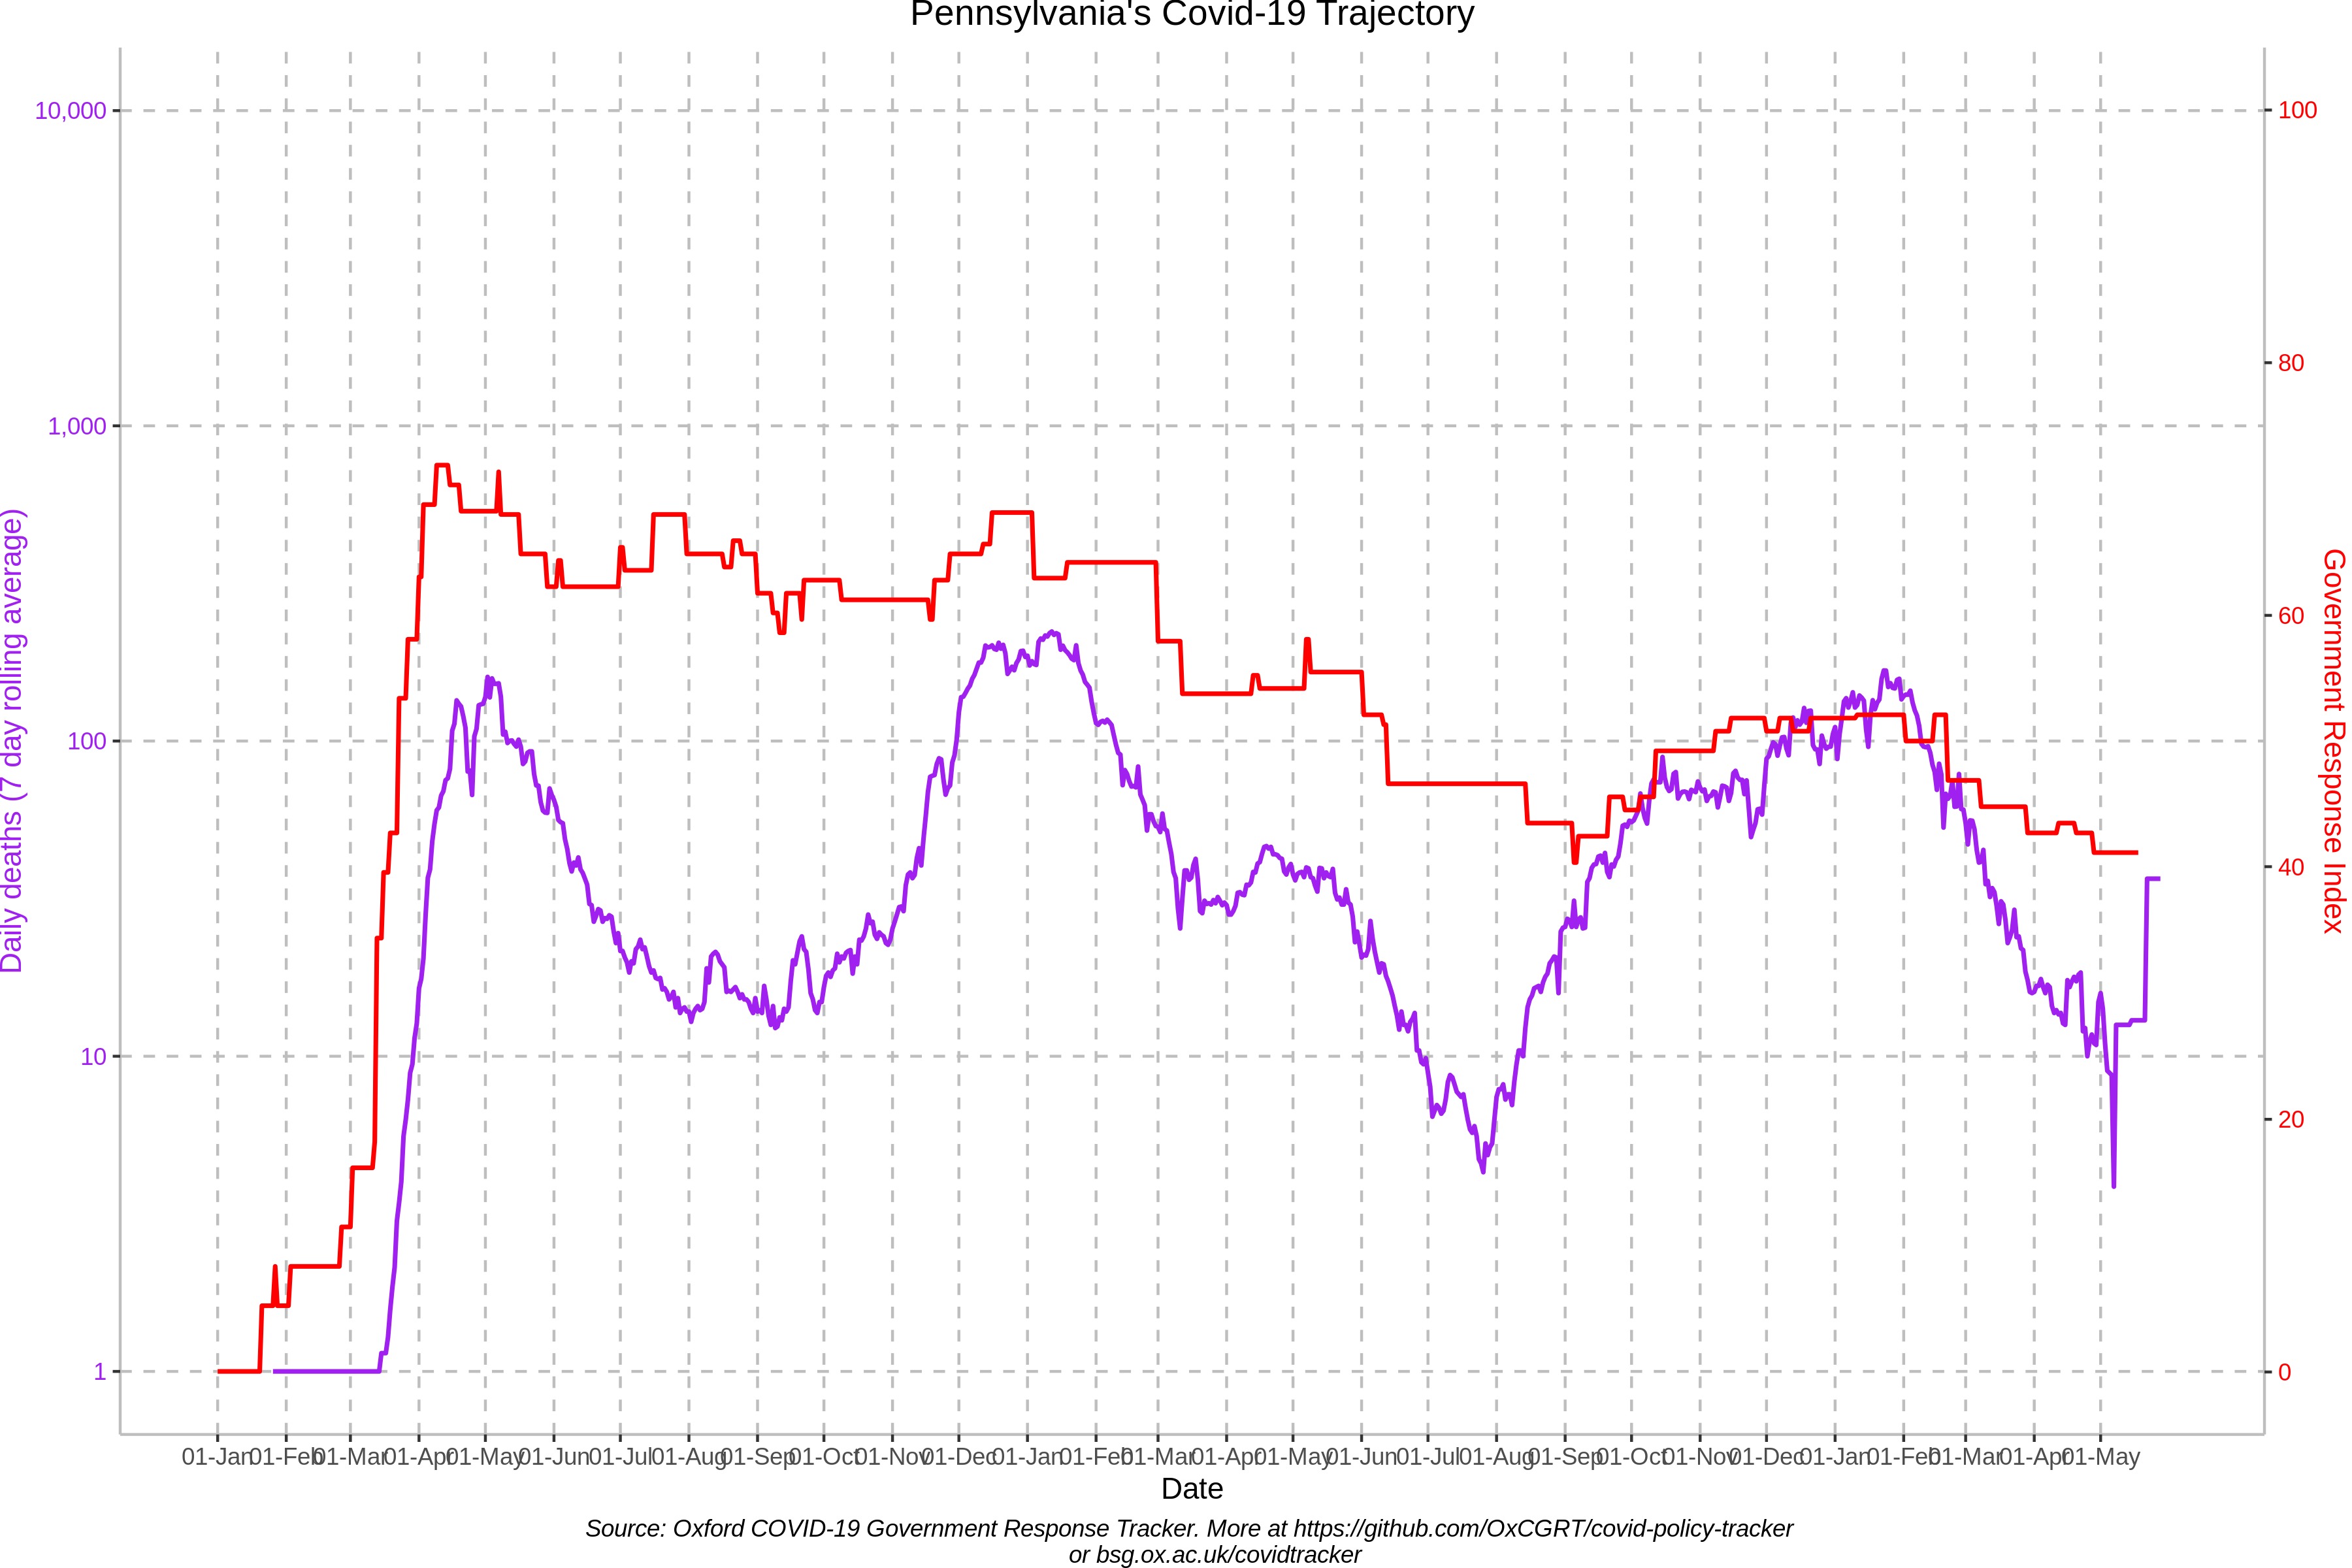 Pennsylvania's Covid-19 Trajectory
10,000
1,000
100
10
1
Daily deaths (7 day rolling average)
100
80
60
40
20
0
Government Response Index
01-Jan 01-Feb 01-Mar 01-Apr 01-May 01-Jun 01-Jul 01-Aug 01-Sep 01-Oct 01-Nov 01-Dec 01-Jan 01-Feb 01-Mar 01-Apr 01-May 01-Jun 01-Jul 01-Aug 01-Sep 01-Oct 01-Nov 01-Dec 01-Jan 01-Feb 01-Mar 01-Apr 01-May
Date
Source: Oxford COVID-19 Government Response Tracker. More at https://github.com/OxCGRT/covid-policy-tracker
or bsg.ox.ac.uk/covidtracker